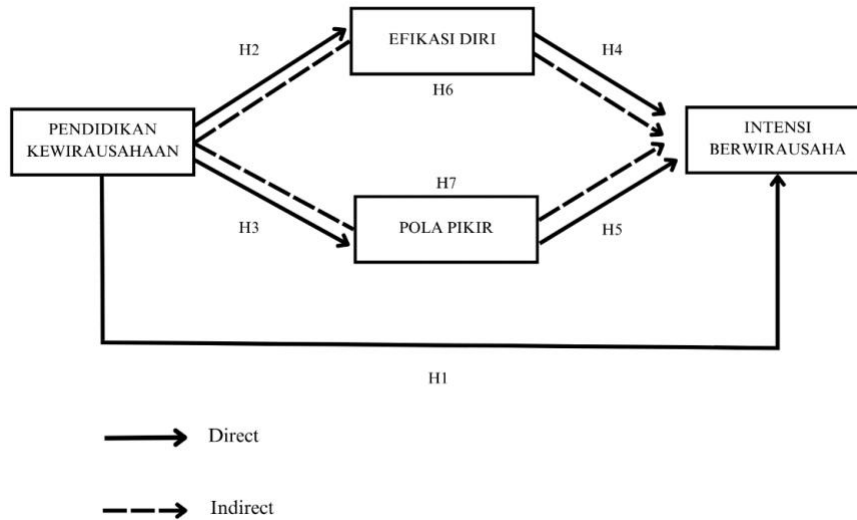 EFIKASI DIRI
H2
H4
H6
PENDIDIKAN
KEWIRAUSAHAAN
INTENSI
BERWIRAUSAHA
H7
POLA PIKIR
H3
H5
H1
Direct
Indirect